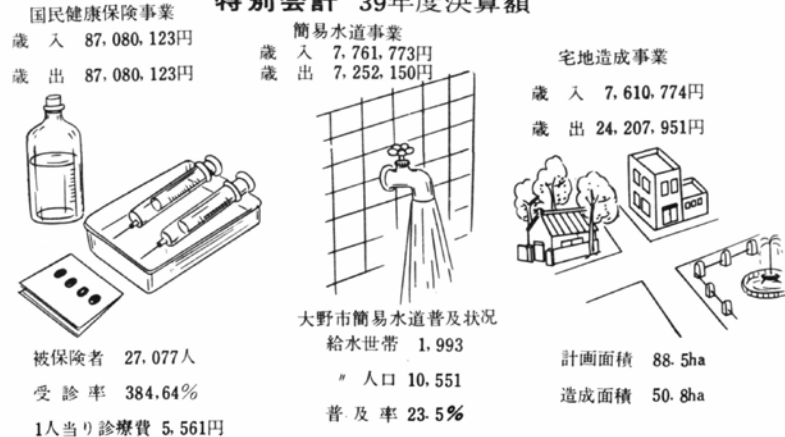 特別会計 39年度決算額
国民健康保険事業
歳 入 87,080,123円
歳 出 87,080,123円
簡易水道事業
歳 入 7,761,773円
歳 出 7,252,150円
宅地造成事業
歳 入 7,610,774円
歳 出 24,207,951円
被保険者 27,077人
受診率 384,64%
1人当り診療費 5,561円
大野市簡易水道普及状況
給水世帯 1,993
〃 人口 10,551
普及率 23.5%
計画面積 88.5ha
造成面積 50.8ha